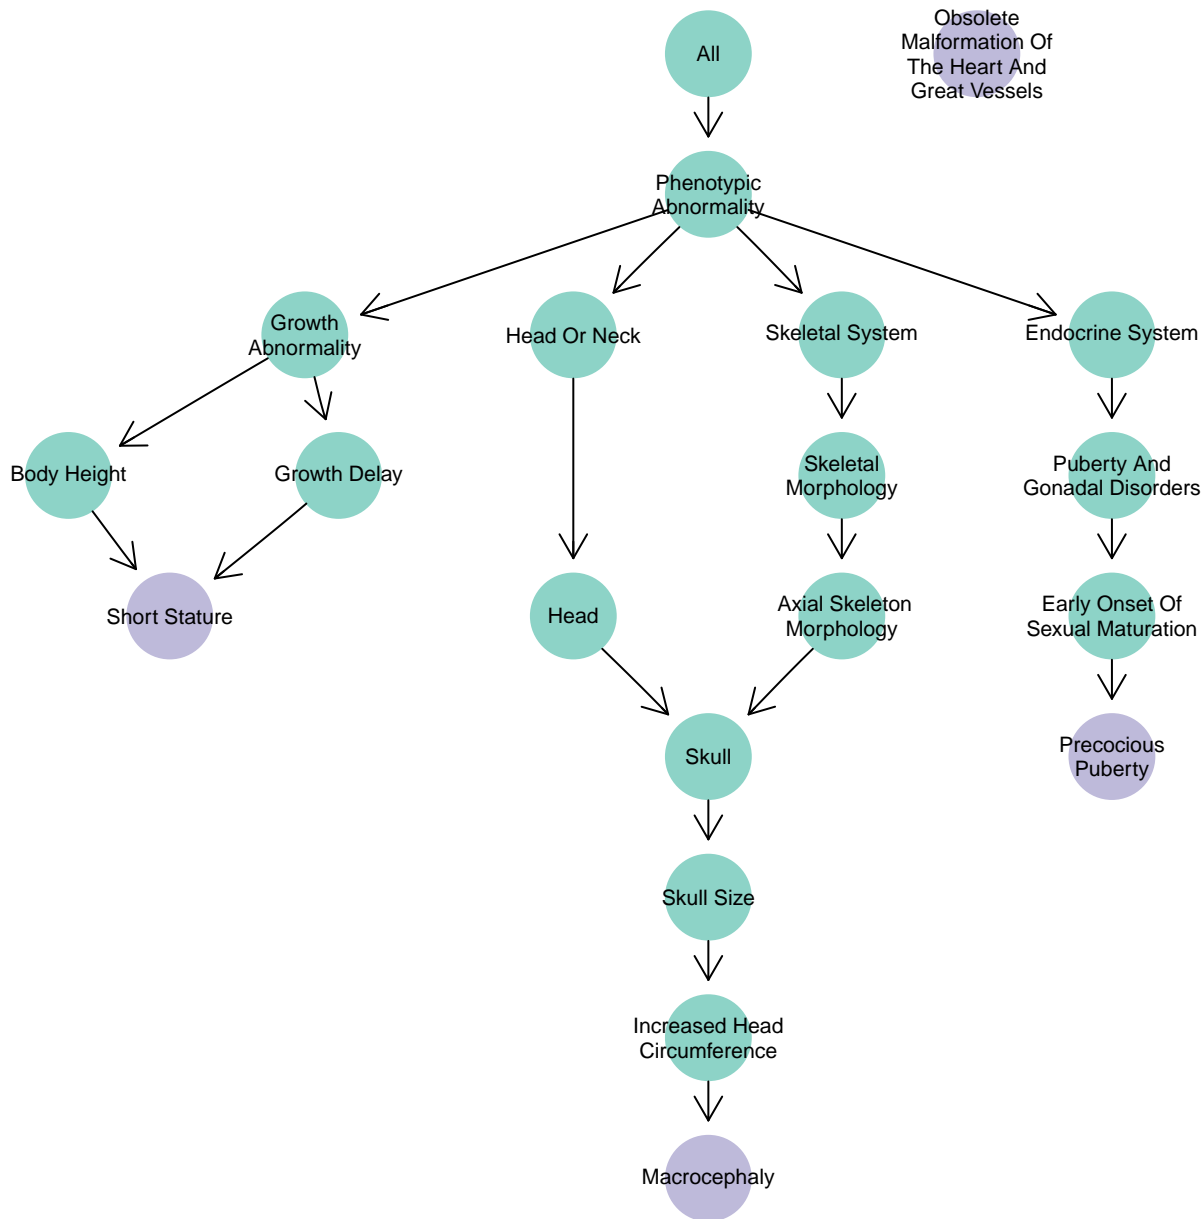 All
Obsolete
Malformation Of
The Heart And
Great Vessels
Phenotypic
Abnormality
Growth
Abnormality
Head Or Neck
Skeletal System
Endocrine System
Body Height
Growth Delay
Skeletal
Morphology
Puberty And
Gonadal Disorders
Short Stature
Head
Axial Skeleton
Morphology
Early Onset Of
Sexual Maturation
Skull
Precocious
Puberty
Skull Size
Increased Head
Circumference
Macrocephaly